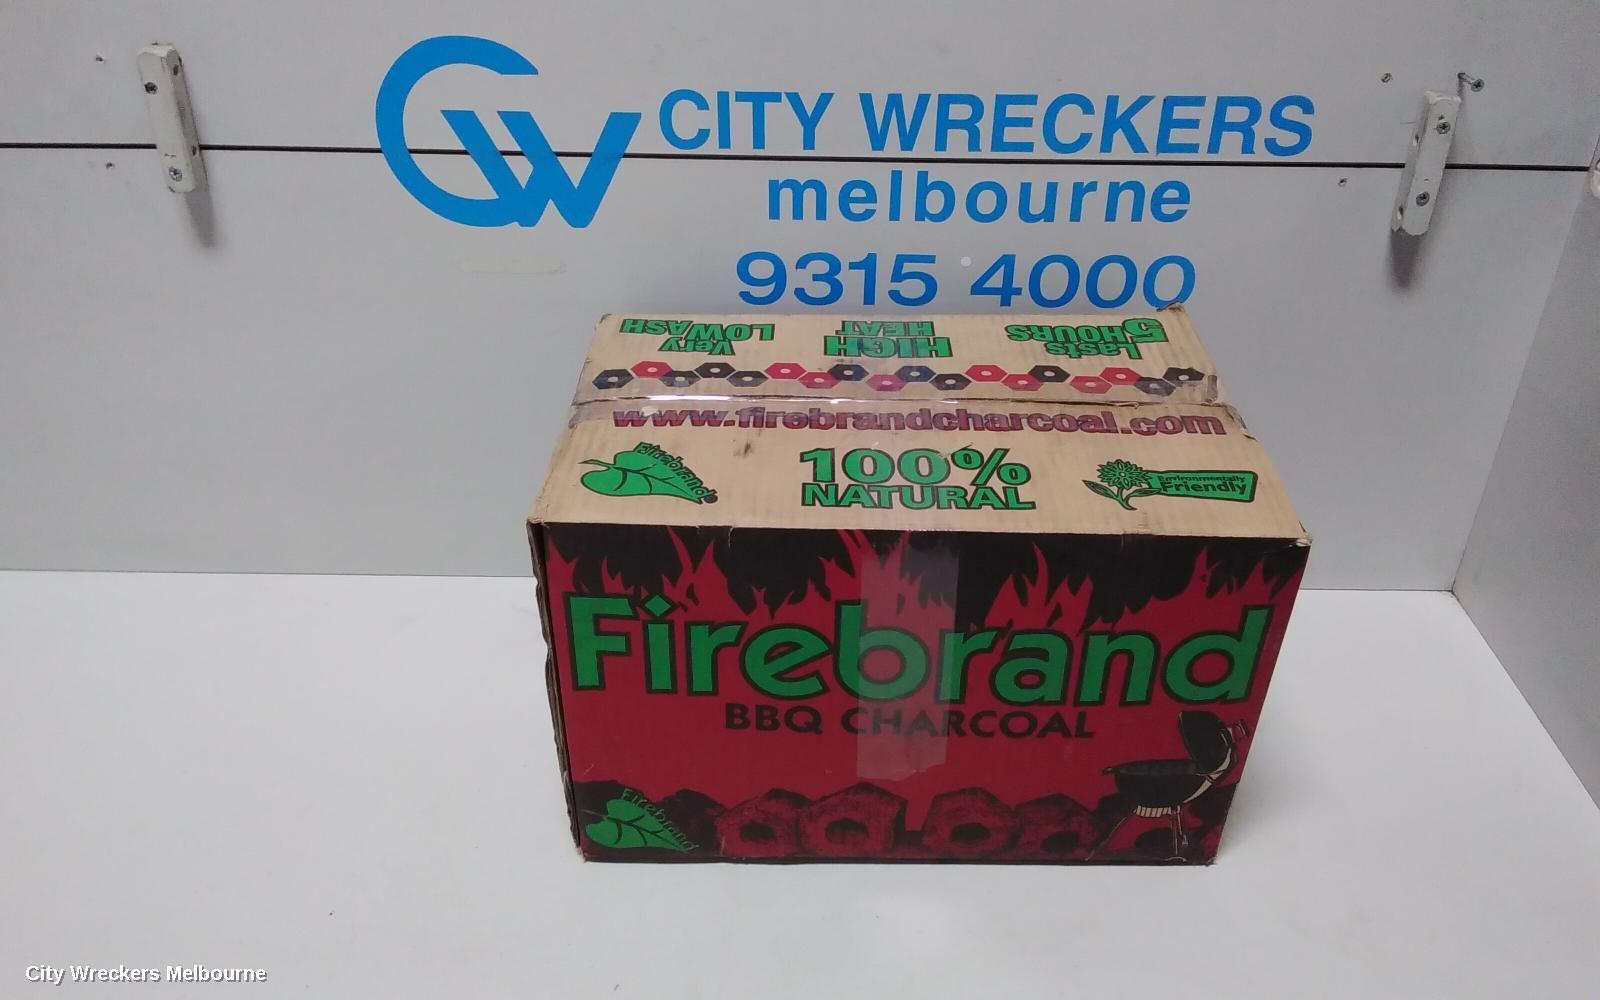 CW CITY WRECKERS
melbourne
9315 4000
Lasts
5 HOURS
HIGH
HEAT
Very
LOW ASH
www.firebrandcharcoal.com
Firebrand
100%
NATURAL
Environmentally
Friendly
Firebrand
BBQ CHARCOAL
Firebrand
City Wreckers Melbourne